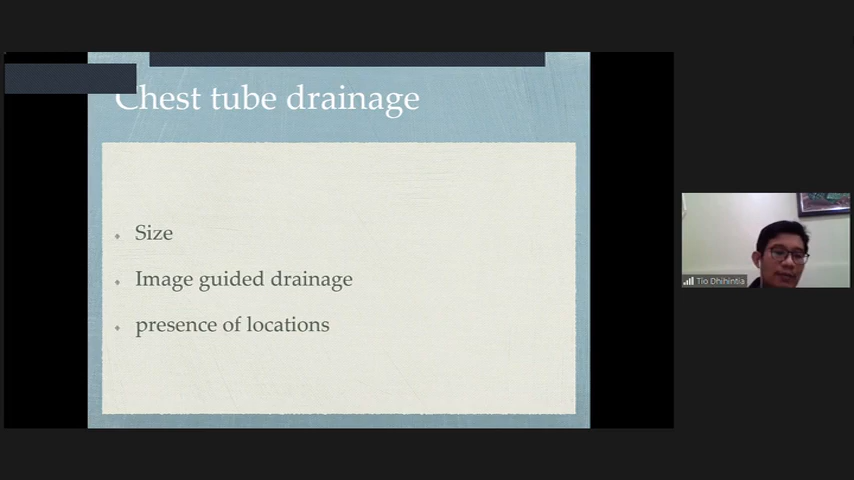 Chest tube drainage
Size
Image guided drainage
presence of locations
Tio Dhihintia